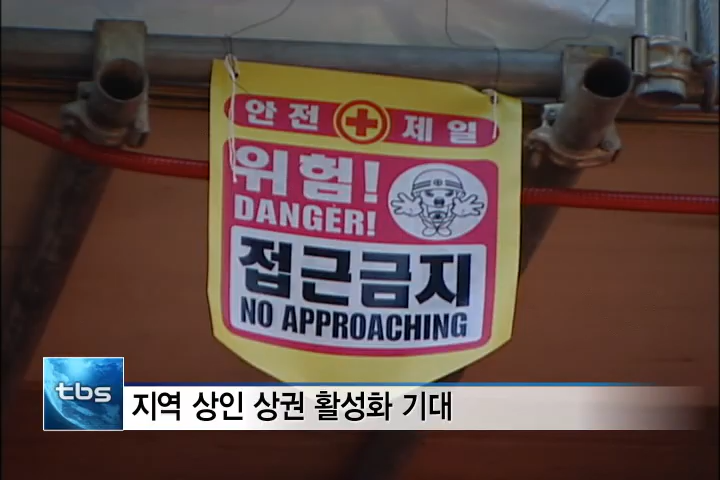 안전 제일
위험!
DANGER!
접근금지
NO APPROACHING
tbs
지역 상인 상권 활성화 기대